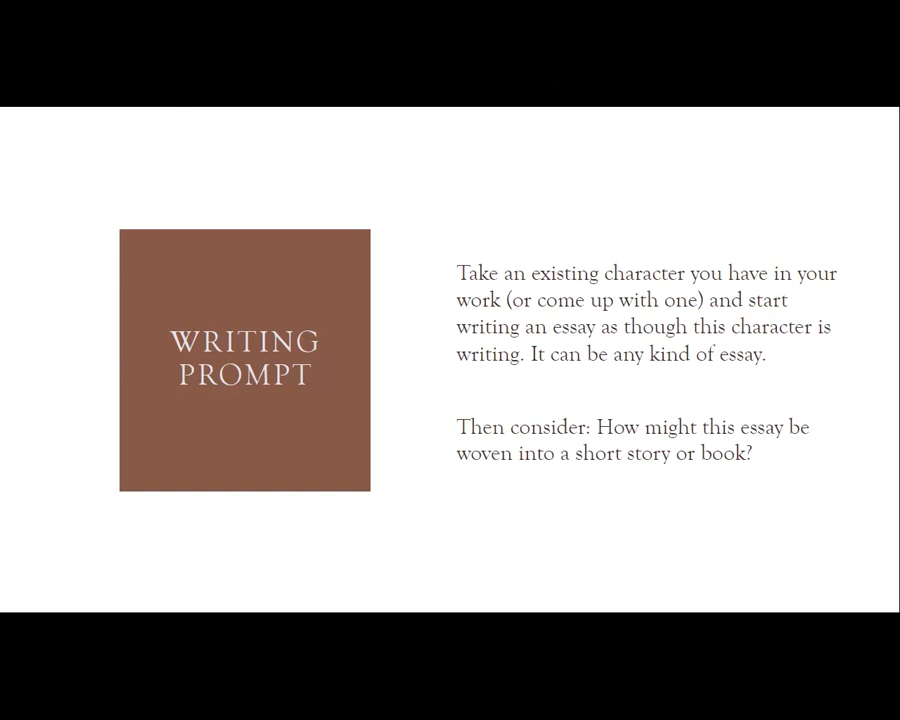 WRITING
PROMPT
Take an existing character you have in your
work (or come up with one) and start
writing an essay as though this character is
writing. It can be any kind of essay.
Then consider: How might this essay be
woven into a short story or book?